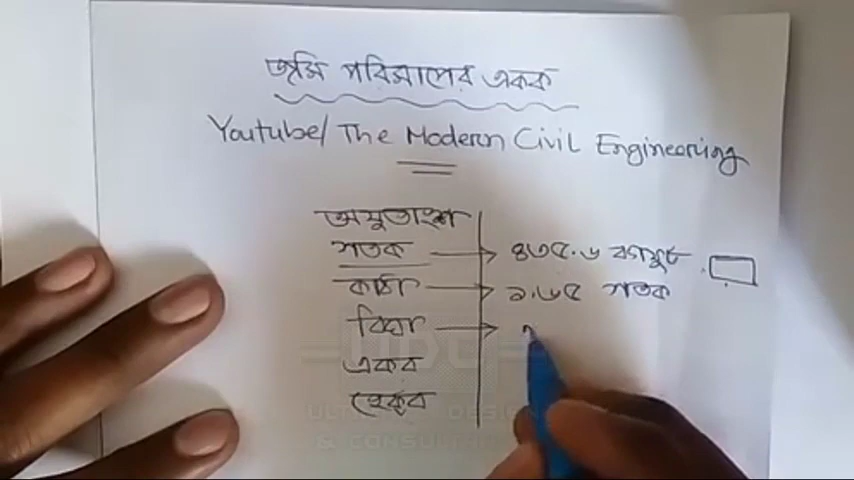 জমি পরিমাপের একক
Youtube/ The Modern Civil Engineering
অযুতাংশ
শতক → ৪৩৫.৬ বর্গফুট
কাঠা → ১.৬৫ শতক
বিঘা →
একর
হেক্টর